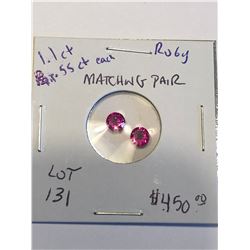 1.1 ct
.55 ct each
Ruby
MATCHING PAIR
LOT
131
$450.00